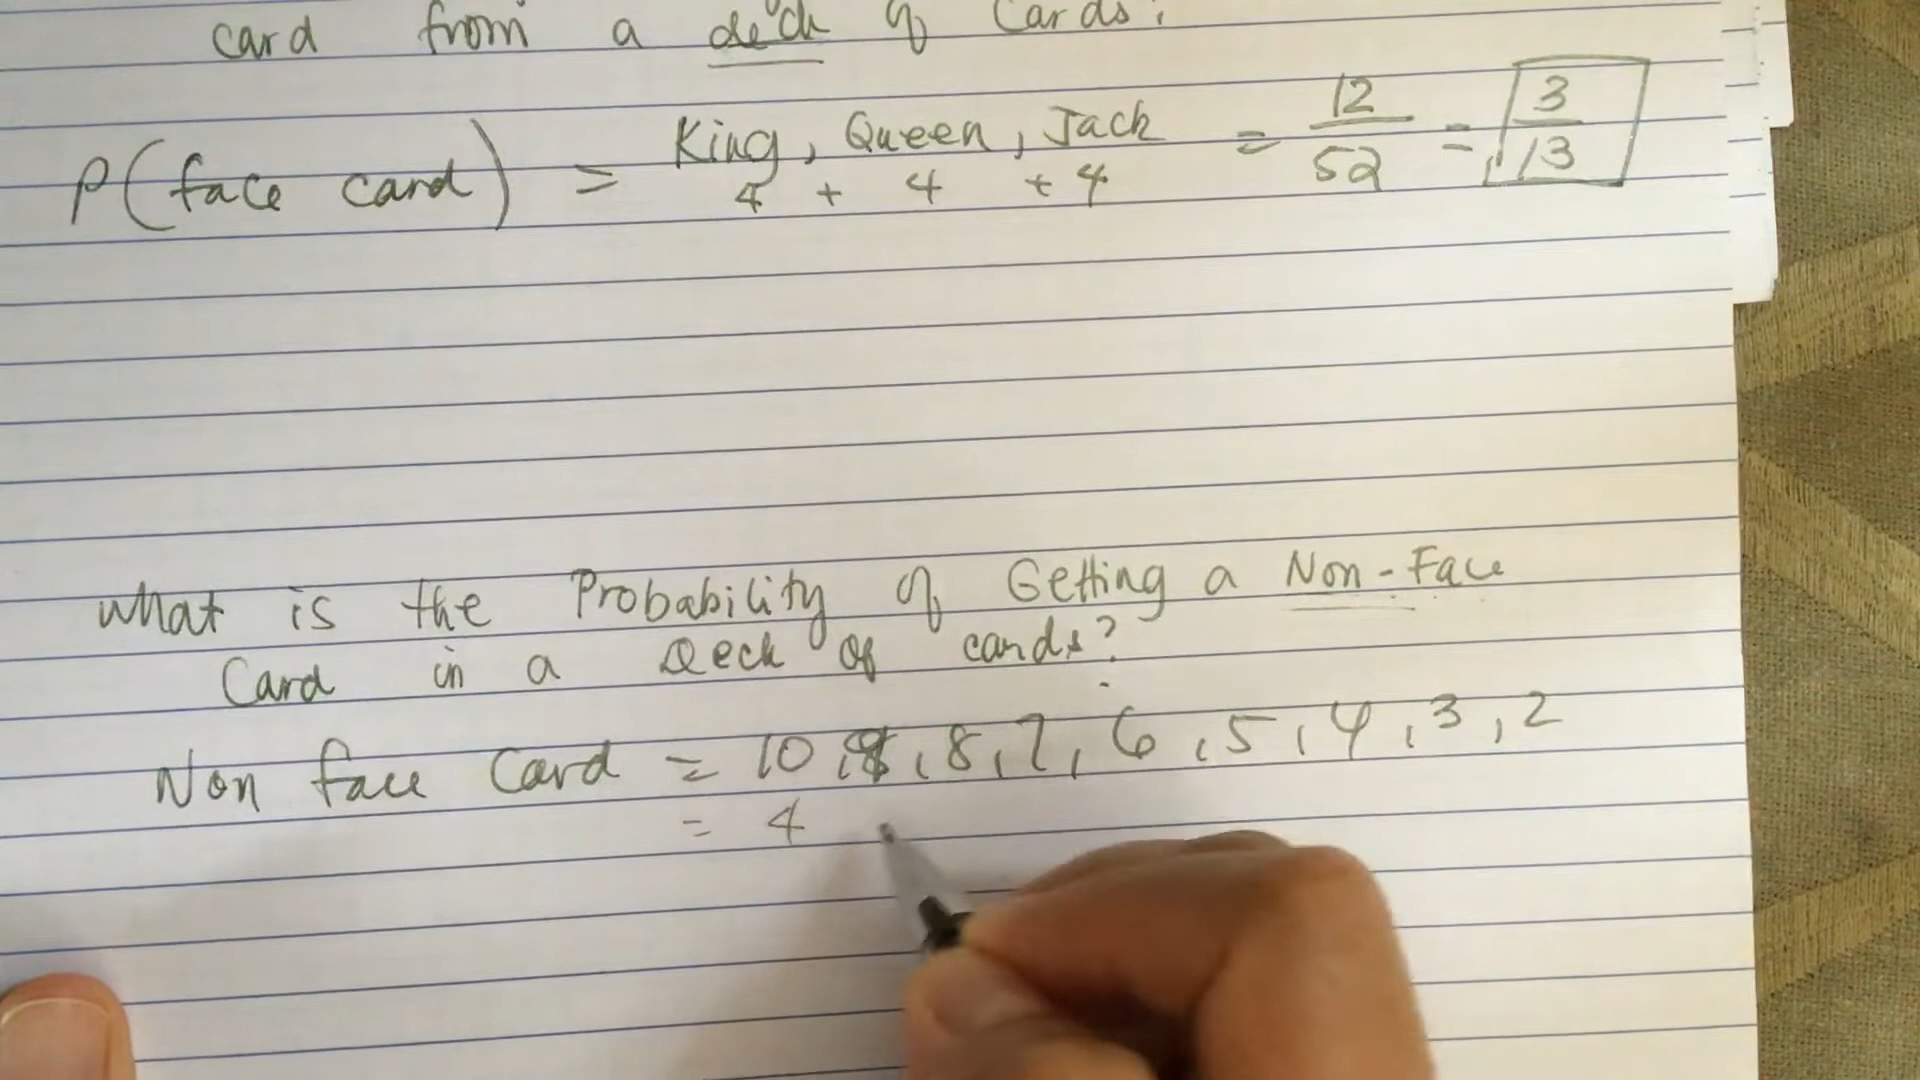 card from a deck of Cards.
P(face card) = King, Queen, Jack = 12/52 = 3/13
4 + 4 + 4
What is the Probability of Getting a Non-Face
Card in a Deck of cards?
Non face Card = 10, 9, 8, 7, 6, 5, 4, 3, 2
= 4